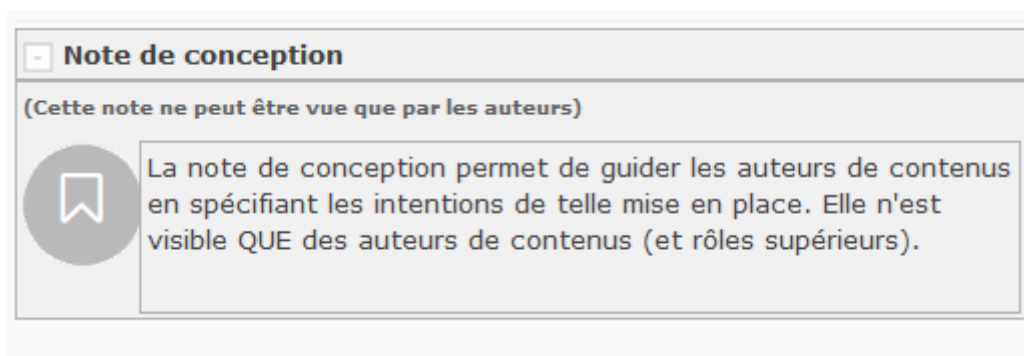 Note de conception
(Cette note ne peut être vue que par les auteurs)
La note de conception permet de guider les auteurs de contenus
en spécifiant les intentions de telle mise en place. Elle n'est
visible QUE des auteurs de contenus (et rôles supérieurs).